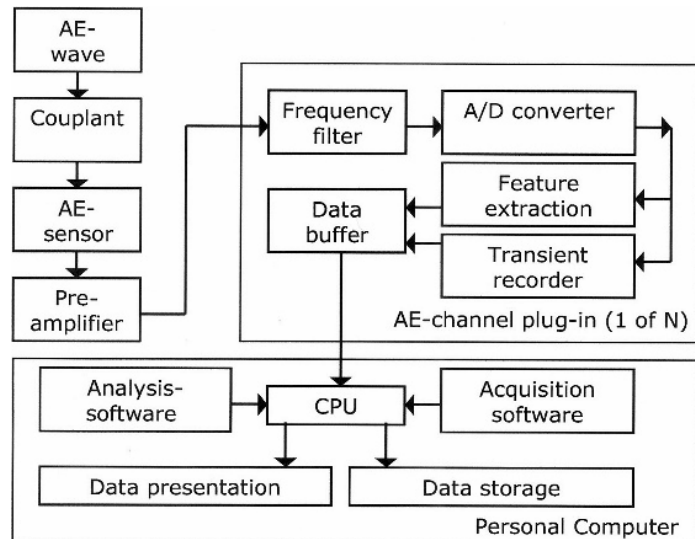 AE-
wave
Couplant
AE-
sensor
Pre-
amplifier
Frequency
filter
A/D converter
Feature
extraction
Data
buffer
Transient
recorder
AE-channel plug-in (1 of N)
Analysis-
software
CPU
Acquisition
software
Data presentation
Data storage
Personal Computer